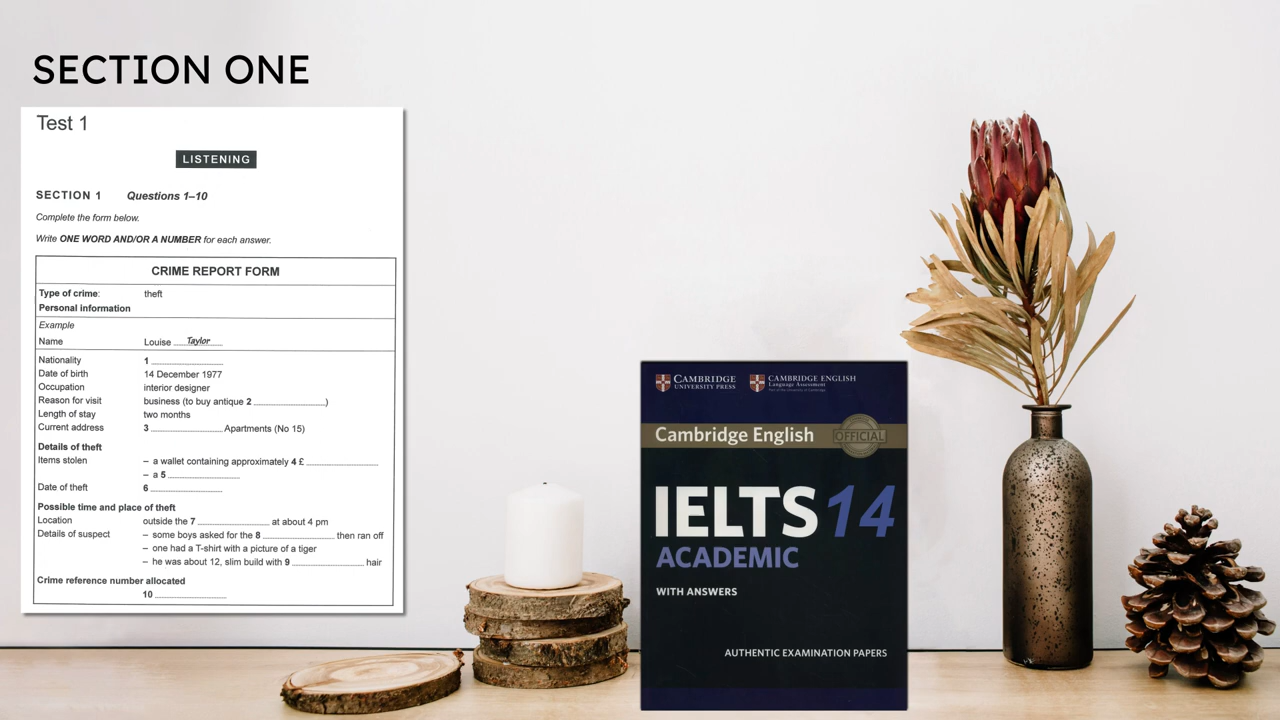 SECTION ONE
Test 1
LISTENING
SECTION 1 Questions 1–10
Complete the form below.
Write ONE WORD AND/OR A NUMBER for each answer.
CRIME REPORT FORM
Type of crime: theft
Personal information
Example
Name Louise ....Taylor....
Nationality 1 ....................
Date of birth 14 December 1977
Occupation interior designer
Reason for visit business (to buy antique 2 ....................)
Length of stay two months
Current address 3 .................... Apartments (No 15)
Details of theft
Items stolen – a wallet containing approximately 4 £ ....................
– a 5 ....................
Date of theft 6 ....................
Possible time and place of theft
Location outside the 7 .................... at about 4 pm
Details of suspect – some boys asked for the 8 .................... then ran off
– one had a T-shirt with a picture of a tiger
– he was about 12, slim build with 9 .................... hair
Crime reference number allocated
10 ....................
CAMBRIDGE UNIVERSITY PRESS
CAMBRIDGE ENGLISH
Language Assessment
Cambridge English OFFICIAL
IELTS 14
ACADEMIC
WITH ANSWERS
AUTHENTIC EXAMINATION PAPERS